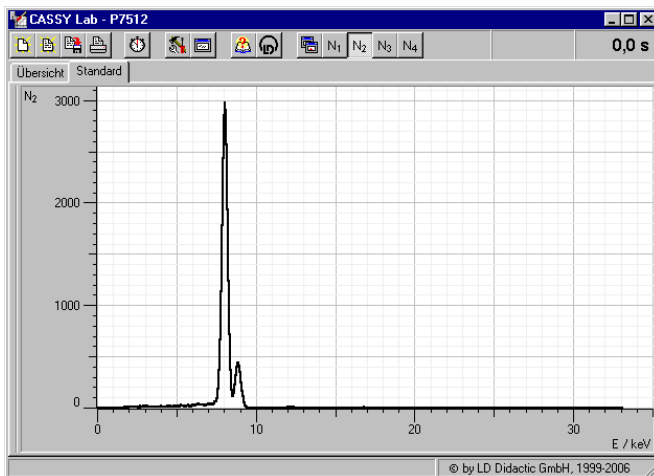 CASSY Lab - P7512
N1 N2 N3 N4 0,0 s
Übersicht Standard
N2
3000
2000
1000
0
0 10 20 30
E / keV
© by LD Didactic GmbH, 1999-2006